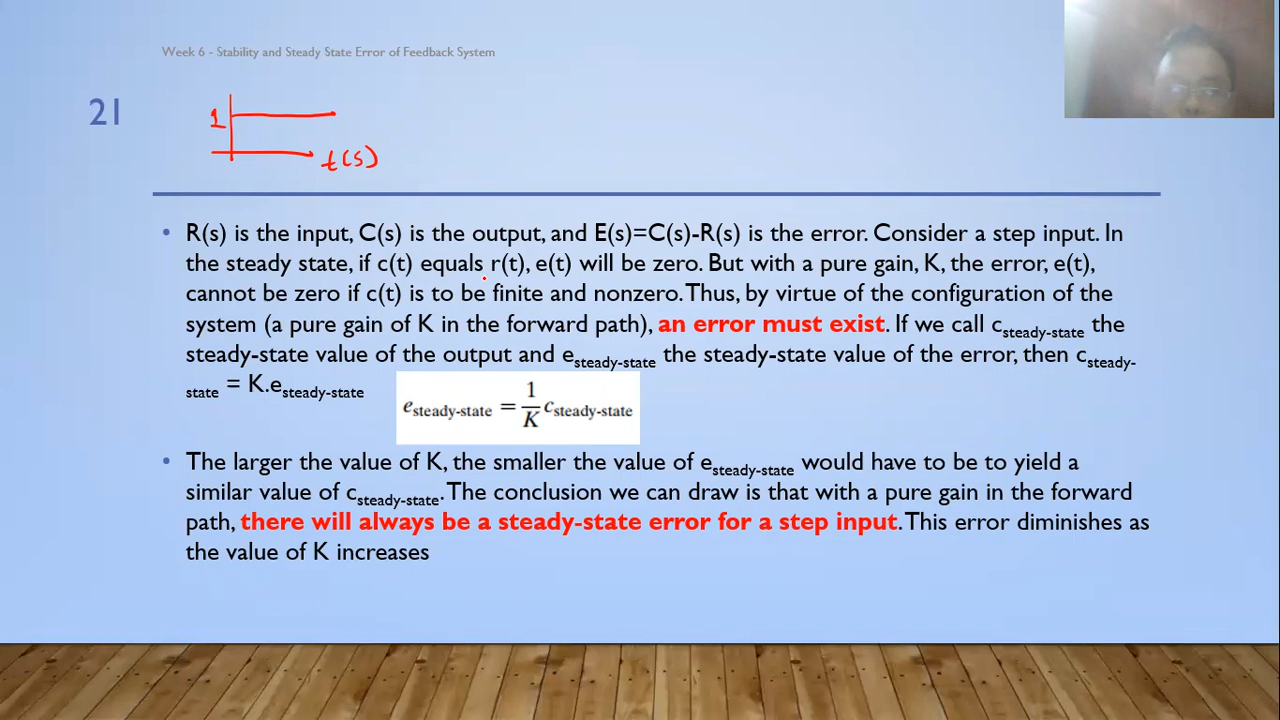 Week 6 - Stability and Steady State Error of Feedback System
21
1
t(s)
• R(s) is the input, C(s) is the output, and E(s)=C(s)-R(s) is the error. Consider a step input. In
the steady state, if c(t) equals r(t), e(t) will be zero. But with a pure gain, K, the error, e(t),
cannot be zero if c(t) is to be finite and nonzero. Thus, by virtue of the configuration of the
system (a pure gain of K in the forward path), an error must exist. If we call csteady-state the
steady-state value of the output and esteady-state the steady-state value of the error, then csteady-
state = K.esteady-state
esteady-state = 1/K csteady-state
• The larger the value of K, the smaller the value of esteady-state would have to be to yield a
similar value of csteady-state. The conclusion we can draw is that with a pure gain in the forward
path, there will always be a steady-state error for a step input. This error diminishes as
the value of K increases